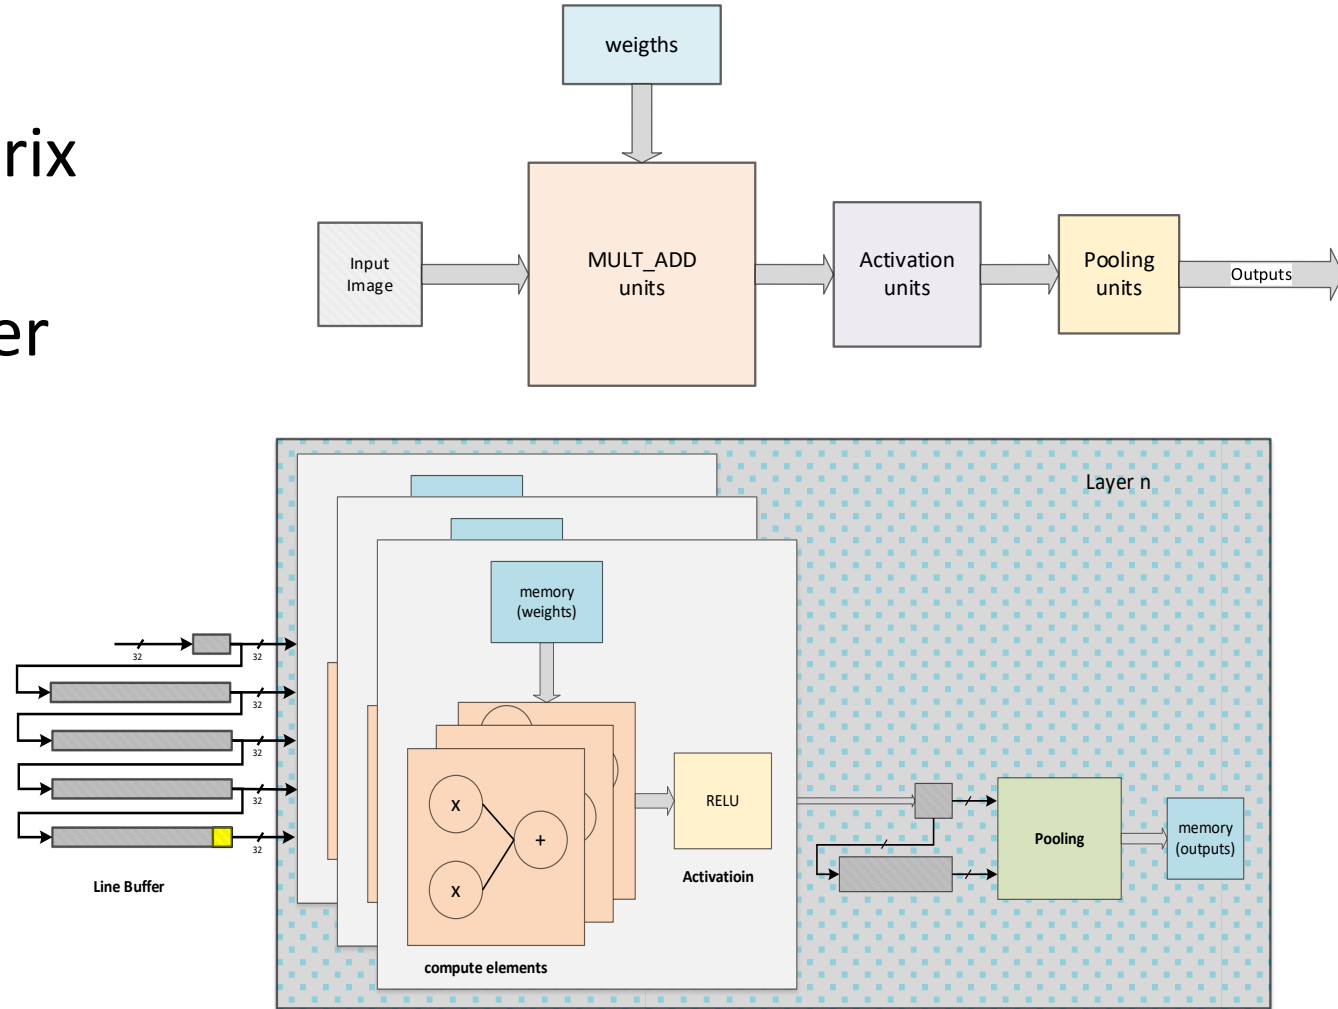 weigths
rix
er
Input
Image
MULT_ADD
units
Activation
units
Pooling
units
Outputs
Layer n
memory
(weights)
32
32
32
32
32
32
Line Buffer
x
x
+
RELU
Activatioin
compute elements
Pooling
memory
(outputs)